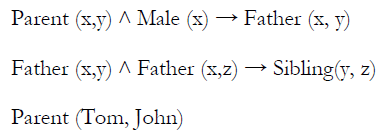 Parent (x,y) ^ Male (x) → Father (x, y)
Father (x,y) ^ Father (x,z) → Sibling(y, z)
Parent (Tom, John)